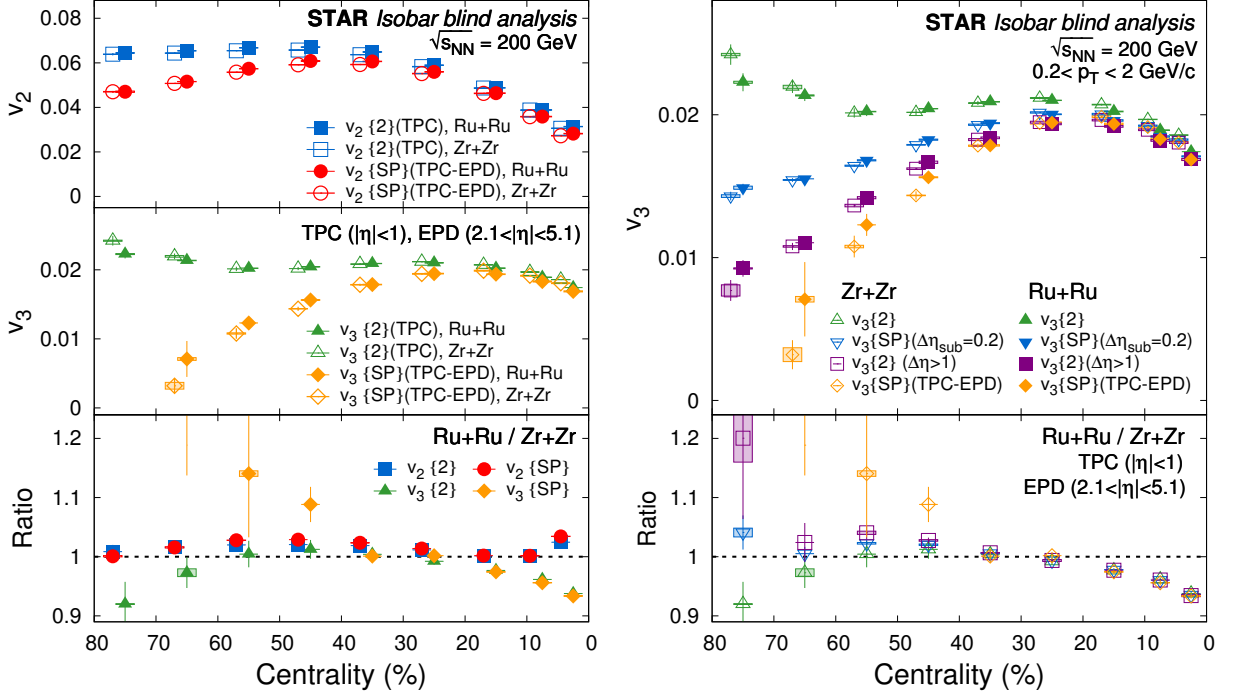 STAR Isobar blind analysis
√sNN = 200 GeV
v2
0.08
0.06
0.04
0.02
0
v2 {2}(TPC), Ru+Ru
v2 {2}(TPC), Zr+Zr
v2 {SP}(TPC-EPD), Ru+Ru
v2 {SP}(TPC-EPD), Zr+Zr
TPC (|η|<1), EPD (2.1<|η|<5.1)
v3
0.02
0.01
0
v3 {2}(TPC), Ru+Ru
v3 {2}(TPC), Zr+Zr
v3 {SP}(TPC-EPD), Ru+Ru
v3 {SP}(TPC-EPD), Zr+Zr
Ru+Ru / Zr+Zr
v2 {2} v2 {SP}
v3 {2} v3 {SP}
Ratio
1.2
1.1
1
0.9
80 70 60 50 40 30 20 10 0
Centrality (%)
STAR Isobar blind analysis
√sNN = 200 GeV
0.2< pT < 2 GeV/c
v3
0.02
0.01
0
Zr+Zr Ru+Ru
v3{2} v3{2}
v3{SP}(Δηsub=0.2) v3{SP}(Δηsub=0.2)
v3{2} (Δη>1) v3{2}(Δη>1)
v3{SP}(TPC-EPD) v3{SP}(TPC-EPD)
Ru+Ru / Zr+Zr
TPC (|η|<1)
EPD (2.1<|η|<5.1)
Ratio
1.2
1.1
1
0.9
80 70 60 50 40 30 20 10 0
Centrality (%)